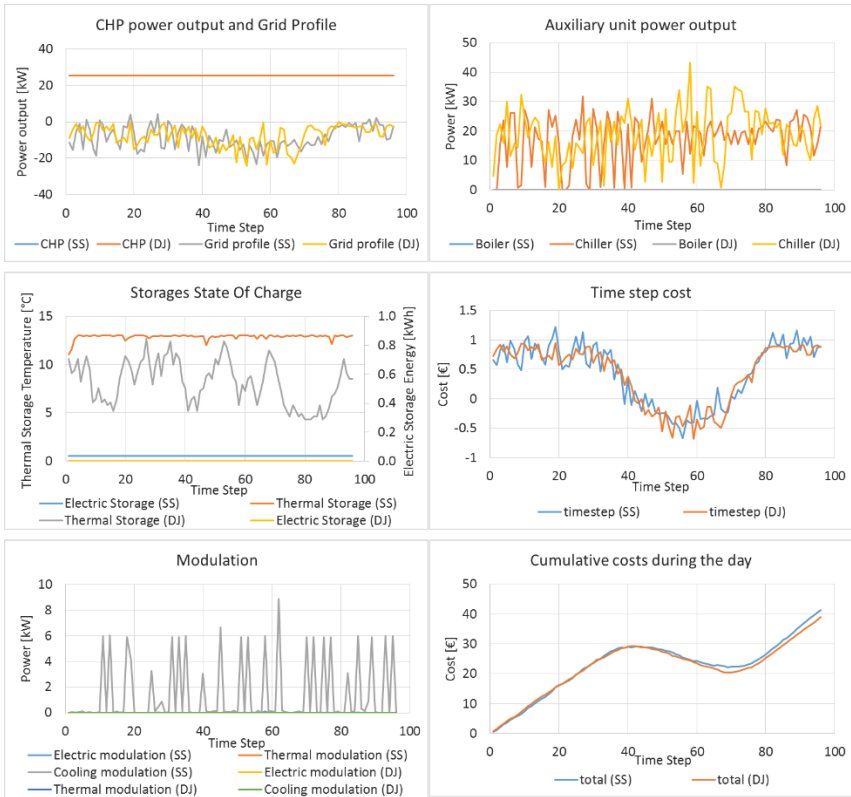 CHP power output and Grid Profile
Power output [kW]
40
20
0
-20
-40
0 20 40 60 80 100
Time Step
CHP (SS) CHP (DJ) Grid profile (SS) Grid profile (DJ)
Auxiliary unit power output
Power [kW]
50
40
30
20
10
0
0 20 40 60 80 100
Time Step
Boiler (SS) Chiller (SS) Boiler (DJ) Chiller (DJ)
Storages State Of Charge
Thermal Storage Temperature [°C]
15
10
5
0
1.0
0.8
0.6
0.4
0.2
0.0
Electric Storage Energy [kWh]
0 20 40 60 80 100
Time Step
Electric Storage (SS) Thermal Storage (SS)
Thermal Storage (DJ) Electric Storage (DJ)
Time step cost
Cost [€]
1.5
1
0.5
0
-0.5
-1
0 20 40 60 80 100
Time Step
timestep (SS) timestep (DJ)
Modulation
Power [kW]
10
8
6
4
2
0
0 20 40 60 80 100
Time Step
Electric modulation (SS) Thermal modulation (SS)
Cooling modulation (SS) Electric modulation (DJ)
Thermal modulation (DJ) Cooling modulation (DJ)
Cumulative costs during the day
Cost [€]
50
40
30
20
10
0
0 20 40 60 80 100
Time Step
total (SS) total (DJ)